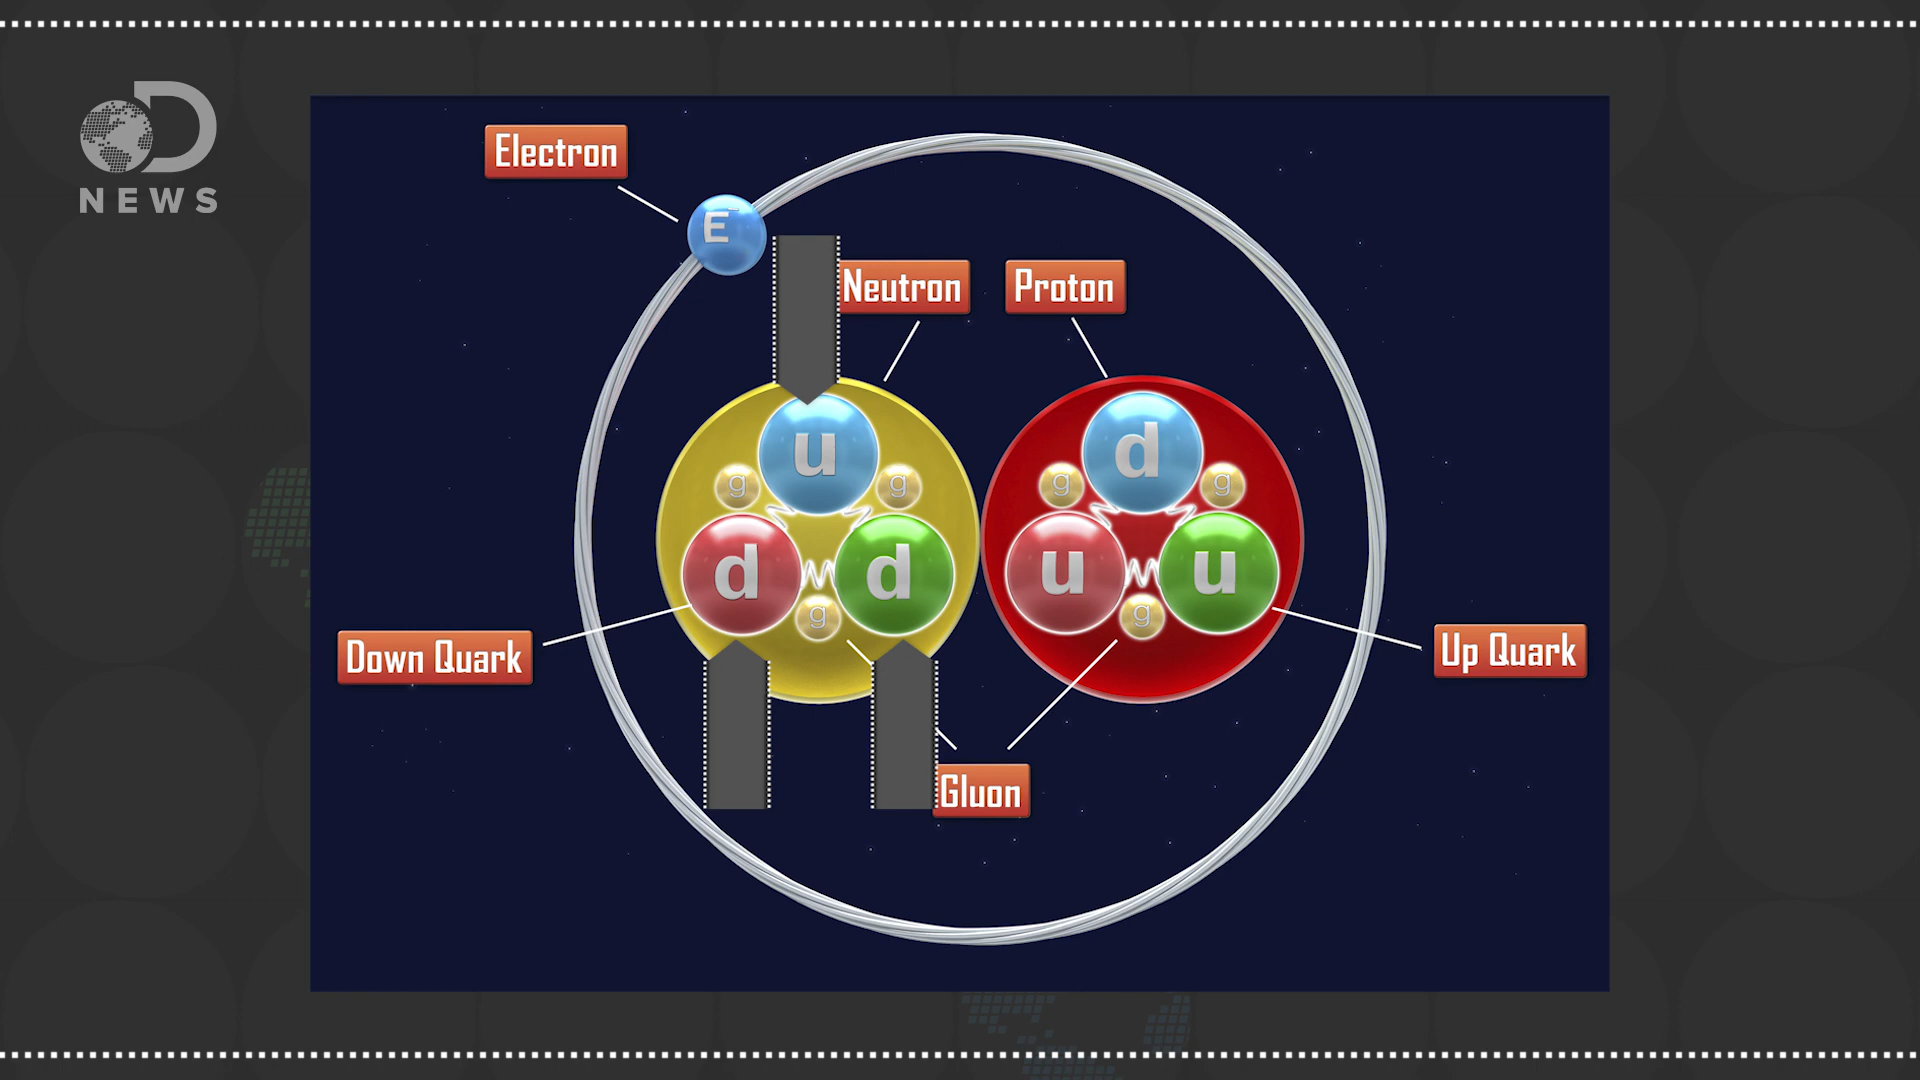 NEWS
Electron
E-
Neutron
Proton
u
d
g
g
g
g
d
d
u
u
g
g
Down Quark
Up Quark
Gluon